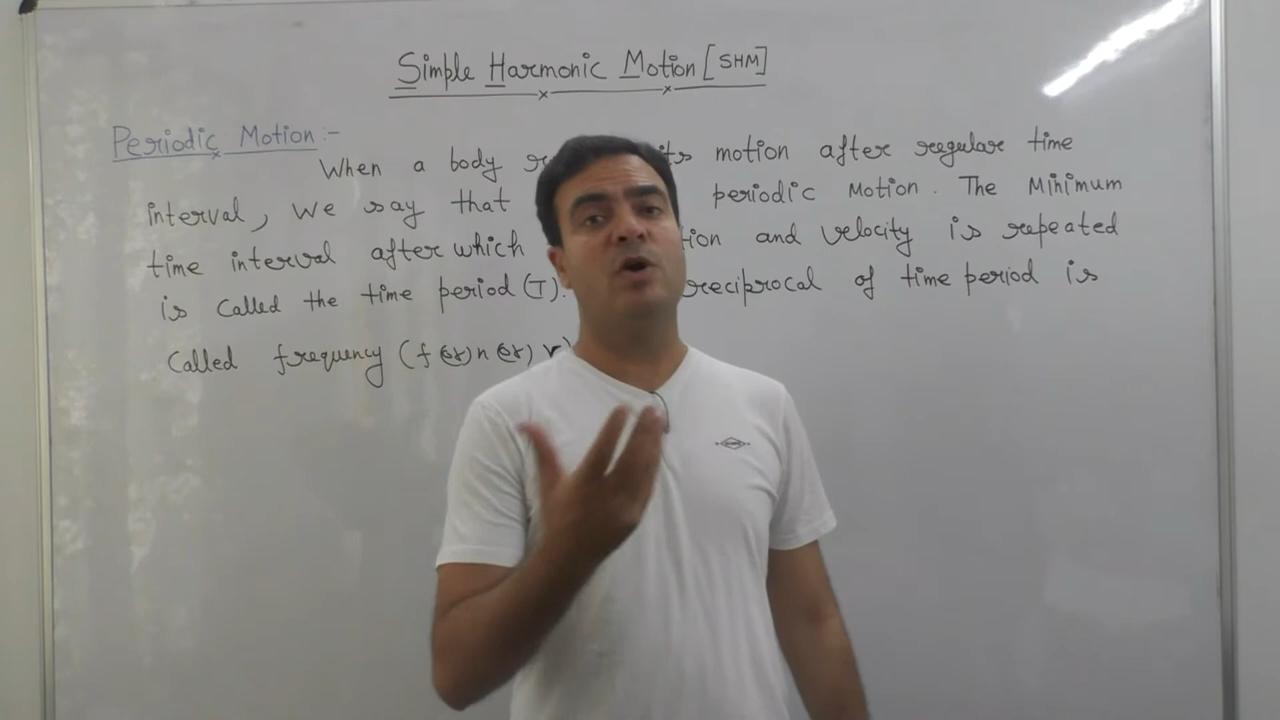 Simple Harmonic Motion [SHM]
Periodic Motion :-
When a body its motion after regular time
interval, we say that periodic Motion. The Minimum
time interval after which and velocity is repeated
is called the time period (T). reciprocal of time period is
Called frequency (f (or) n (or) ν)